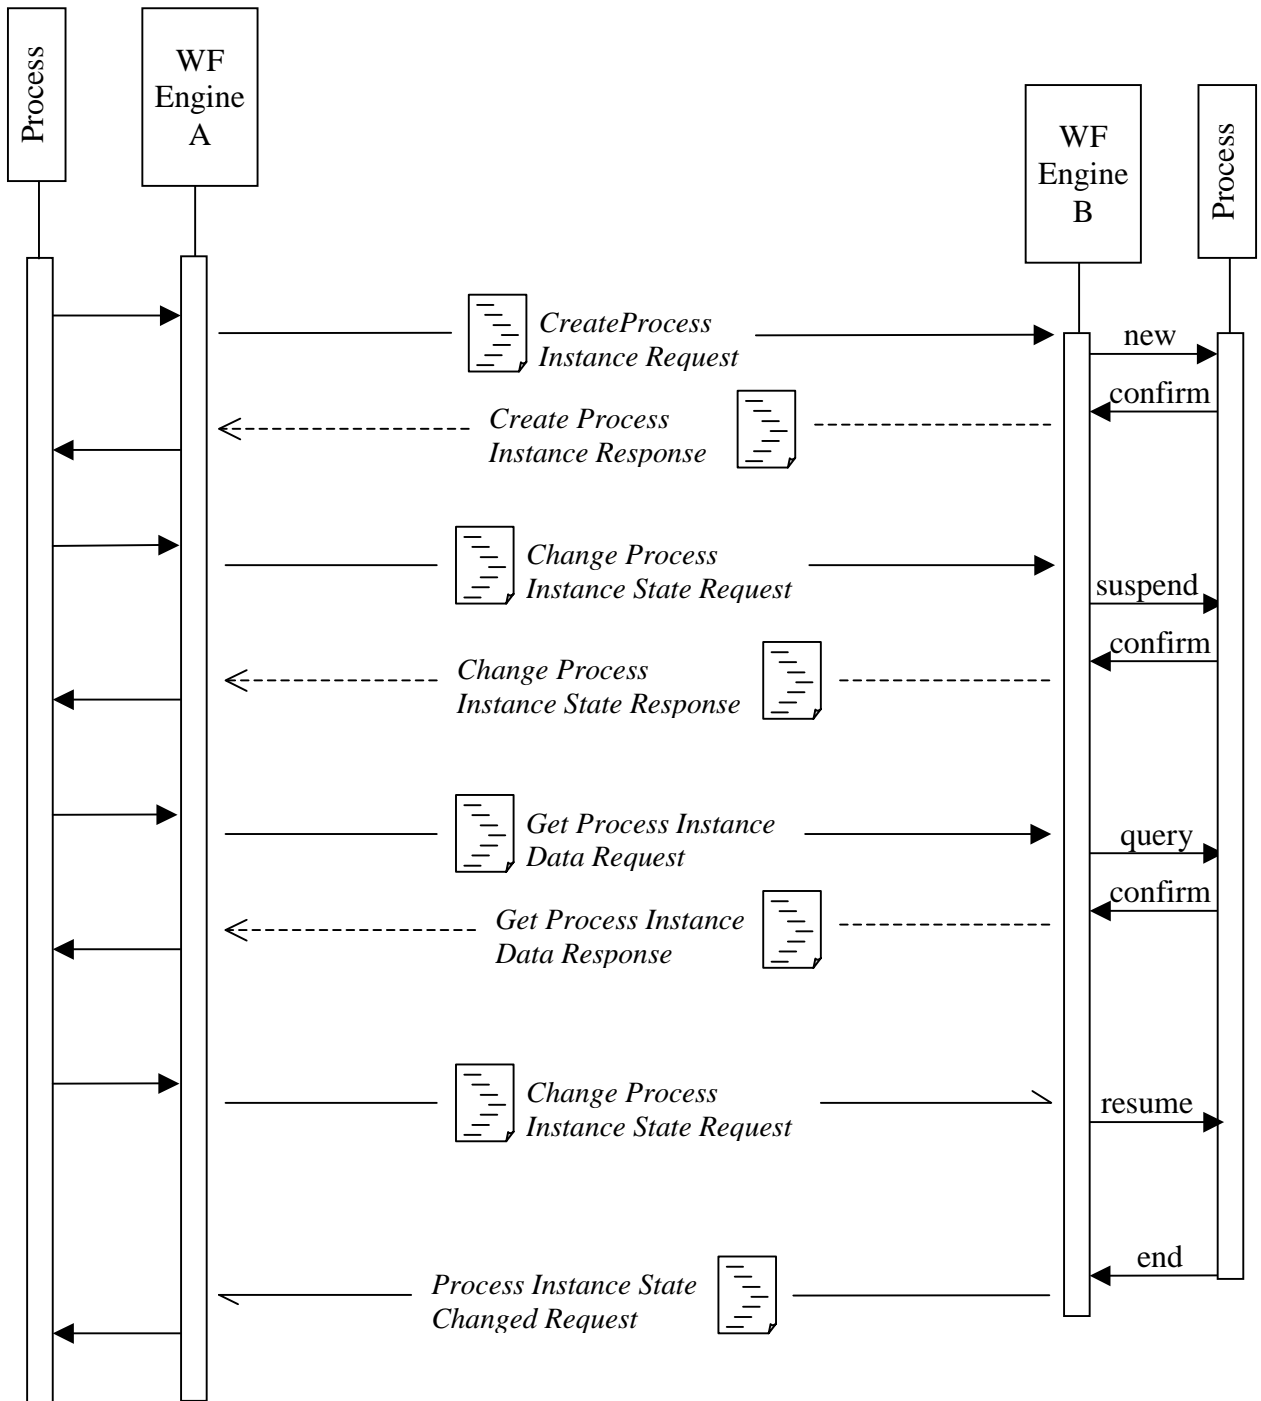 Process
WF
Engine
A
WF
Engine
B
Process
CreateProcess
Instance Request
new
confirm
Create Process
Instance Response
Change Process
Instance State Request
suspend
confirm
Change Process
Instance State Response
Get Process Instance
Data Request
query
confirm
Get Process Instance
Data Response
Change Process
Instance State Request
resume
end
Process Instance State
Changed Request